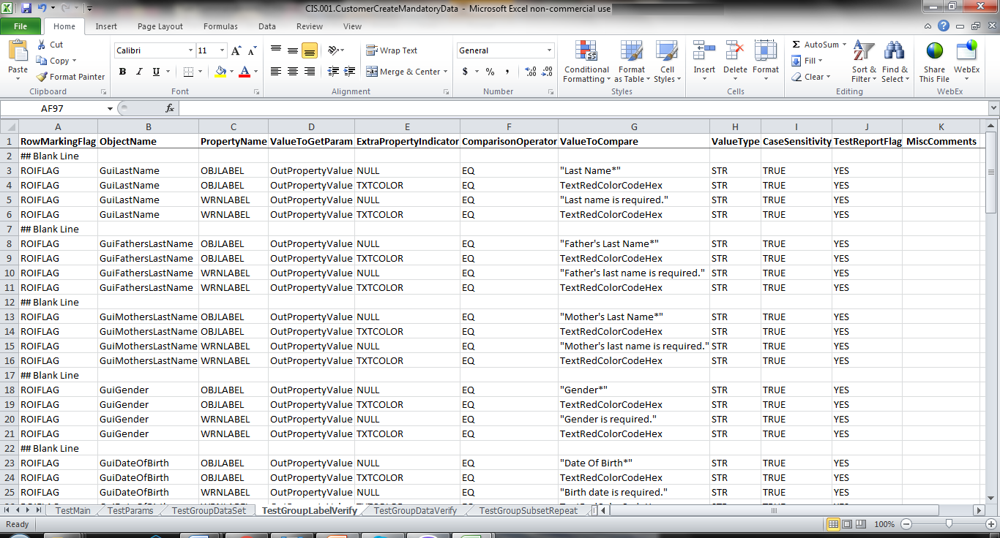 CIS.001.CustomerCreateMandatoryData - Microsoft Excel non-commercial use
File Home Insert Page Layout Formulas Data Review View
Paste Cut Copy Format Painter Clipboard
Calibri 11 B I U A A A Font
Wrap Text Merge & Center Alignment
General $ % , .00 .0 Number
Conditional Formatting Format as Table Cell Styles Styles
Insert Delete Format Cells
Σ AutoSum Fill Clear Sort & Filter Find & Select Editing
Share This File WebEx WebEx
AF97 fx
A B C D E F G H I J K
1 RowMarkingFlag ObjectName PropertyName ValueToGetParam ExtraPropertyIndicator ComparisonOperator ValueToCompare ValueType CaseSensitivity TestReportFlag MiscComments
2 ## Blank Line
3 ROIFLAG GuiLastName OBJLABEL OutPropertyValue NULL EQ "Last Name*" STR TRUE YES
4 ROIFLAG GuiLastName OBJLABEL OutPropertyValue TXTCOLOR EQ TextRedColorCodeHex STR TRUE YES
5 ROIFLAG GuiLastName WRNLABEL OutPropertyValue NULL EQ "Last name is required." STR TRUE YES
6 ROIFLAG GuiLastName WRNLABEL OutPropertyValue TXTCOLOR EQ TextRedColorCodeHex STR TRUE YES
7 ## Blank Line
8 ROIFLAG GuiFathersLastName OBJLABEL OutPropertyValue NULL EQ "Father's Last Name*" STR TRUE YES
9 ROIFLAG GuiFathersLastName OBJLABEL OutPropertyValue TXTCOLOR EQ TextRedColorCodeHex STR TRUE YES
10 ROIFLAG GuiFathersLastName WRNLABEL OutPropertyValue NULL EQ "Father's last name is required." STR TRUE YES
11 ROIFLAG GuiFathersLastName WRNLABEL OutPropertyValue TXTCOLOR EQ TextRedColorCodeHex STR TRUE YES
12 ## Blank Line
13 ROIFLAG GuiMothersLastName OBJLABEL OutPropertyValue NULL EQ "Mother's Last Name*" STR TRUE YES
14 ROIFLAG GuiMothersLastName OBJLABEL OutPropertyValue TXTCOLOR EQ TextRedColorCodeHex STR TRUE YES
15 ROIFLAG GuiMothersLastName WRNLABEL OutPropertyValue NULL EQ "Mother's last name is required." STR TRUE YES
16 ROIFLAG GuiMothersLastName WRNLABEL OutPropertyValue TXTCOLOR EQ TextRedColorCodeHex STR TRUE YES
17 ## Blank Line
18 ROIFLAG GuiGender OBJLABEL OutPropertyValue NULL EQ "Gender*" STR TRUE YES
19 ROIFLAG GuiGender OBJLABEL OutPropertyValue TXTCOLOR EQ TextRedColorCodeHex STR TRUE YES
20 ROIFLAG GuiGender WRNLABEL OutPropertyValue NULL EQ "Gender is required." STR TRUE YES
21 ROIFLAG GuiGender WRNLABEL OutPropertyValue TXTCOLOR EQ TextRedColorCodeHex STR TRUE YES
22 ## Blank Line
23 ROIFLAG GuiDateOfBirth OBJLABEL OutPropertyValue NULL EQ "Date Of Birth*" STR TRUE YES
24 ROIFLAG GuiDateOfBirth OBJLABEL OutPropertyValue TXTCOLOR EQ TextRedColorCodeHex STR TRUE YES
25 ROIFLAG GuiDateOfBirth WRNLABEL OutPropertyValue NULL EQ "Birth date is required." STR TRUE YES
TestMain TestParams TestGroupDataSet TestGroupLabelVerify TestGroupDataVerify TestGroupSubsetRepeat
Ready 100%